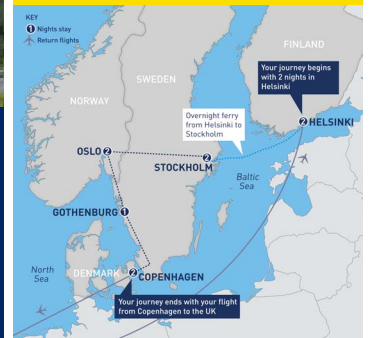 KEY
1 Nights stay
Return flights
FINLAND
Your journey begins
with 2 nights in
Helsinki
SWEDEN
NORWAY
Overnight ferry
from Helsinki to
Stockholm
2 HELSINKI
OSLO 2
2
STOCKHOLM
Baltic
Sea
GOTHENBURG 1
North
Sea
DENMARK
2 COPENHAGEN
Your journey ends with your flight
from Copenhagen to the UK